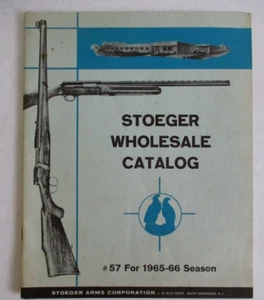 STOEGER
WHOLESALE
CATALOG
#57 For 1965-66 Season
STOEGER ARMS CORPORATION